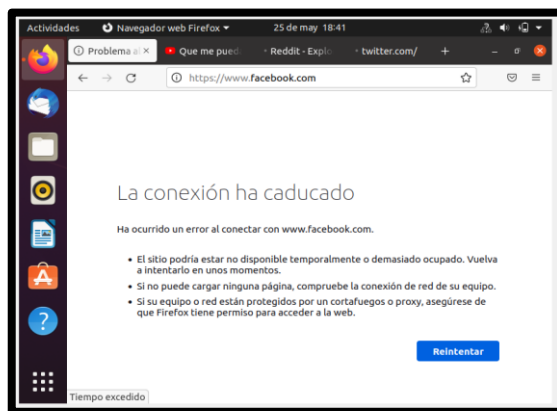 Actividades Navegador web Firefox 25 de may 18:41
Problema al Que me pued Reddit - Explo twitter.com/
https://www.facebook.com
La conexión ha caducado
Ha ocurrido un error al conectar con www.facebook.com.
El sitio podría estar no disponible temporalmente o demasiado ocupado. Vuelva
a intentarlo en unos momentos.
Si no puede cargar ninguna página, compruebe la conexión de red de su equipo.
Si su equipo o red están protegidos por un cortafuegos o proxy, asegúrese de
que Firefox tiene permiso para acceder a la web.
Reintentar
Tiempo excedido